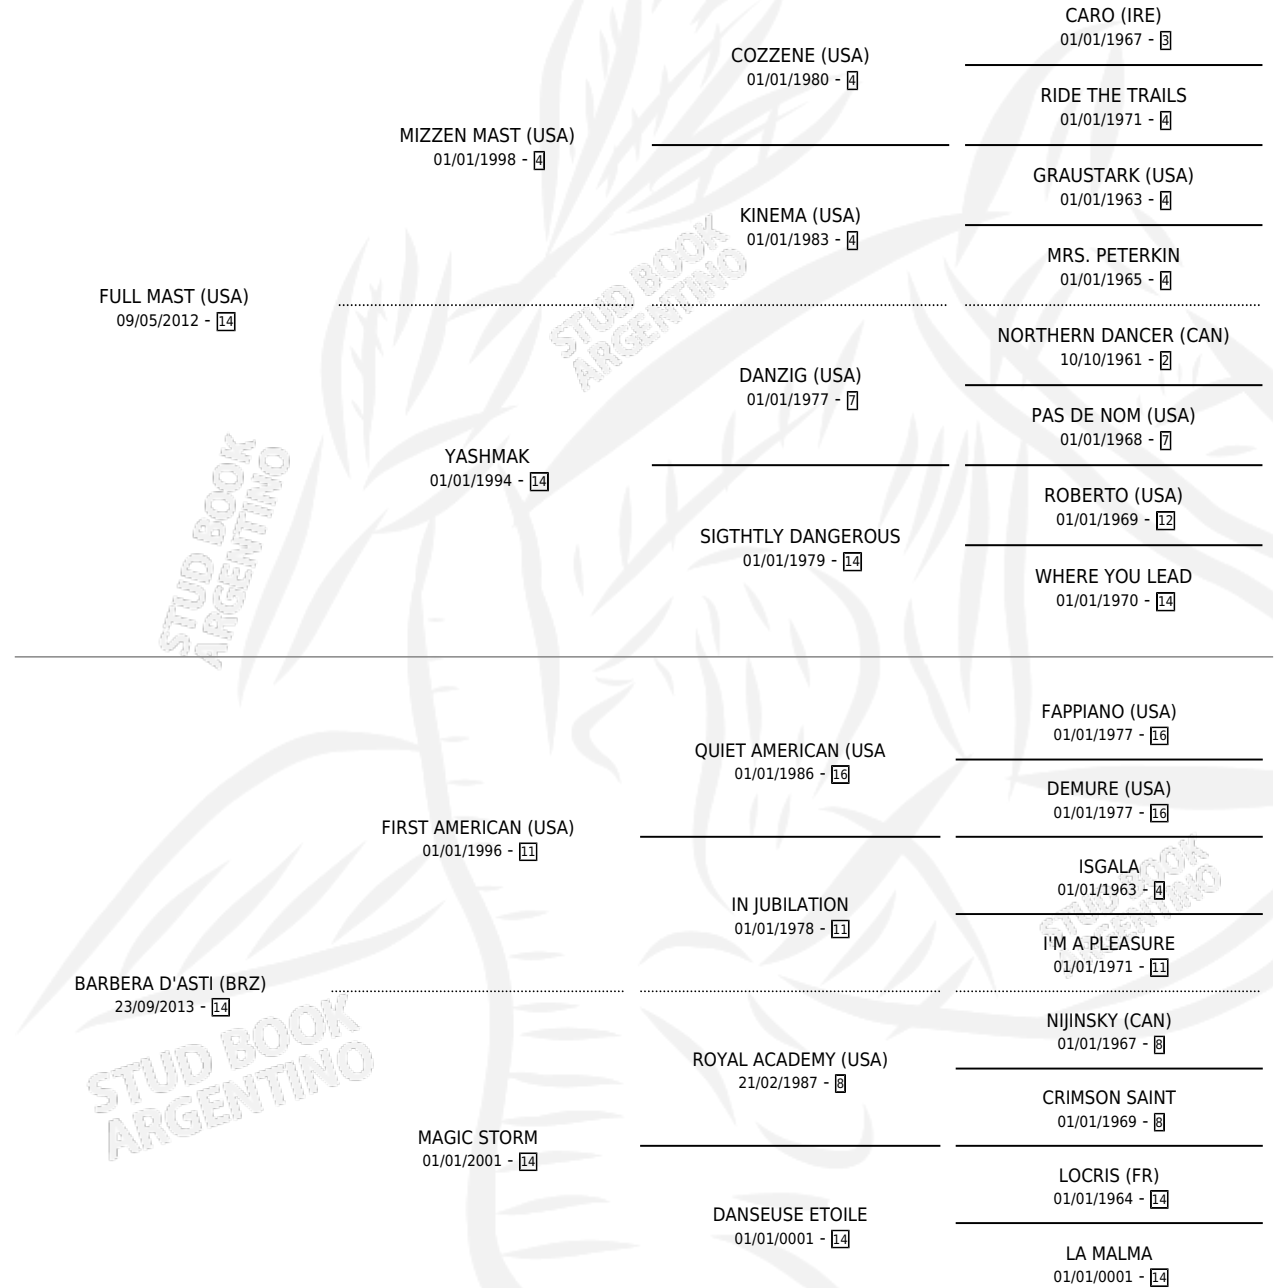 CARO (IRE)
01/01/1967 - 3
COZZENE (USA)
01/01/1980 - 4
RIDE THE TRAILS
01/01/1971 - 4
MIZZEN MAST (USA)
01/01/1998 - 4
GRAUSTARK (USA)
01/01/1963 - 4
KINEMA (USA)
01/01/1983 - 4
MRS. PETERKIN
01/01/1965 - 4
FULL MAST (USA)
09/05/2012 - 14
NORTHERN DANCER (CAN)
10/10/1961 - 2
DANZIG (USA)
01/01/1977 - 7
PAS DE NOM (USA)
01/01/1968 - 7
YASHMAK
01/01/1994 - 14
ROBERTO (USA)
01/01/1969 - 12
SIGTHTLY DANGEROUS
01/01/1979 - 14
WHERE YOU LEAD
01/01/1970 - 14
FAPPIANO (USA)
01/01/1977 - 16
QUIET AMERICAN (USA
01/01/1986 - 16
DEMURE (USA)
01/01/1977 - 16
FIRST AMERICAN (USA)
01/01/1996 - 11
ISGALA
01/01/1963 - 4
IN JUBILATION
01/01/1978 - 11
I'M A PLEASURE
01/01/1971 - 11
BARBERA D'ASTI (BRZ)
23/09/2013 - 14
NIJINSKY (CAN)
01/01/1967 - 8
ROYAL ACADEMY (USA)
21/02/1987 - 8
CRIMSON SAINT
01/01/1969 - 8
MAGIC STORM
01/01/2001 - 14
LOCRIS (FR)
01/01/1964 - 14
DANSEUSE ETOILE
01/01/0001 - 14
LA MALMA
01/01/0001 - 14
STUD BOOK
ARGENTINO
STUD BOOK
ARGENTINO
STUD BOOK
ARGENTINO
STUD BOOK
ARGENTINO